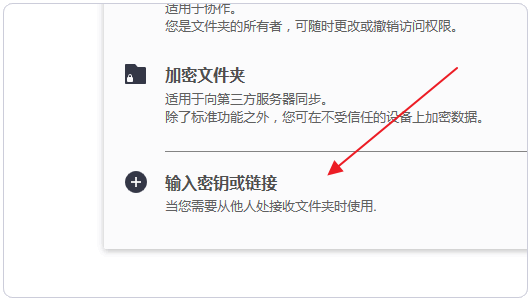 适用于协作。
您是文件夹的所有者，可随时更改或撤销访问权限。
加密文件夹
适用于向第三方服务器同步。
除了标准功能之外，您可在不受信任的设备上加密数据。
输入密钥或链接
当您需要从他人处接收文件夹时使用.